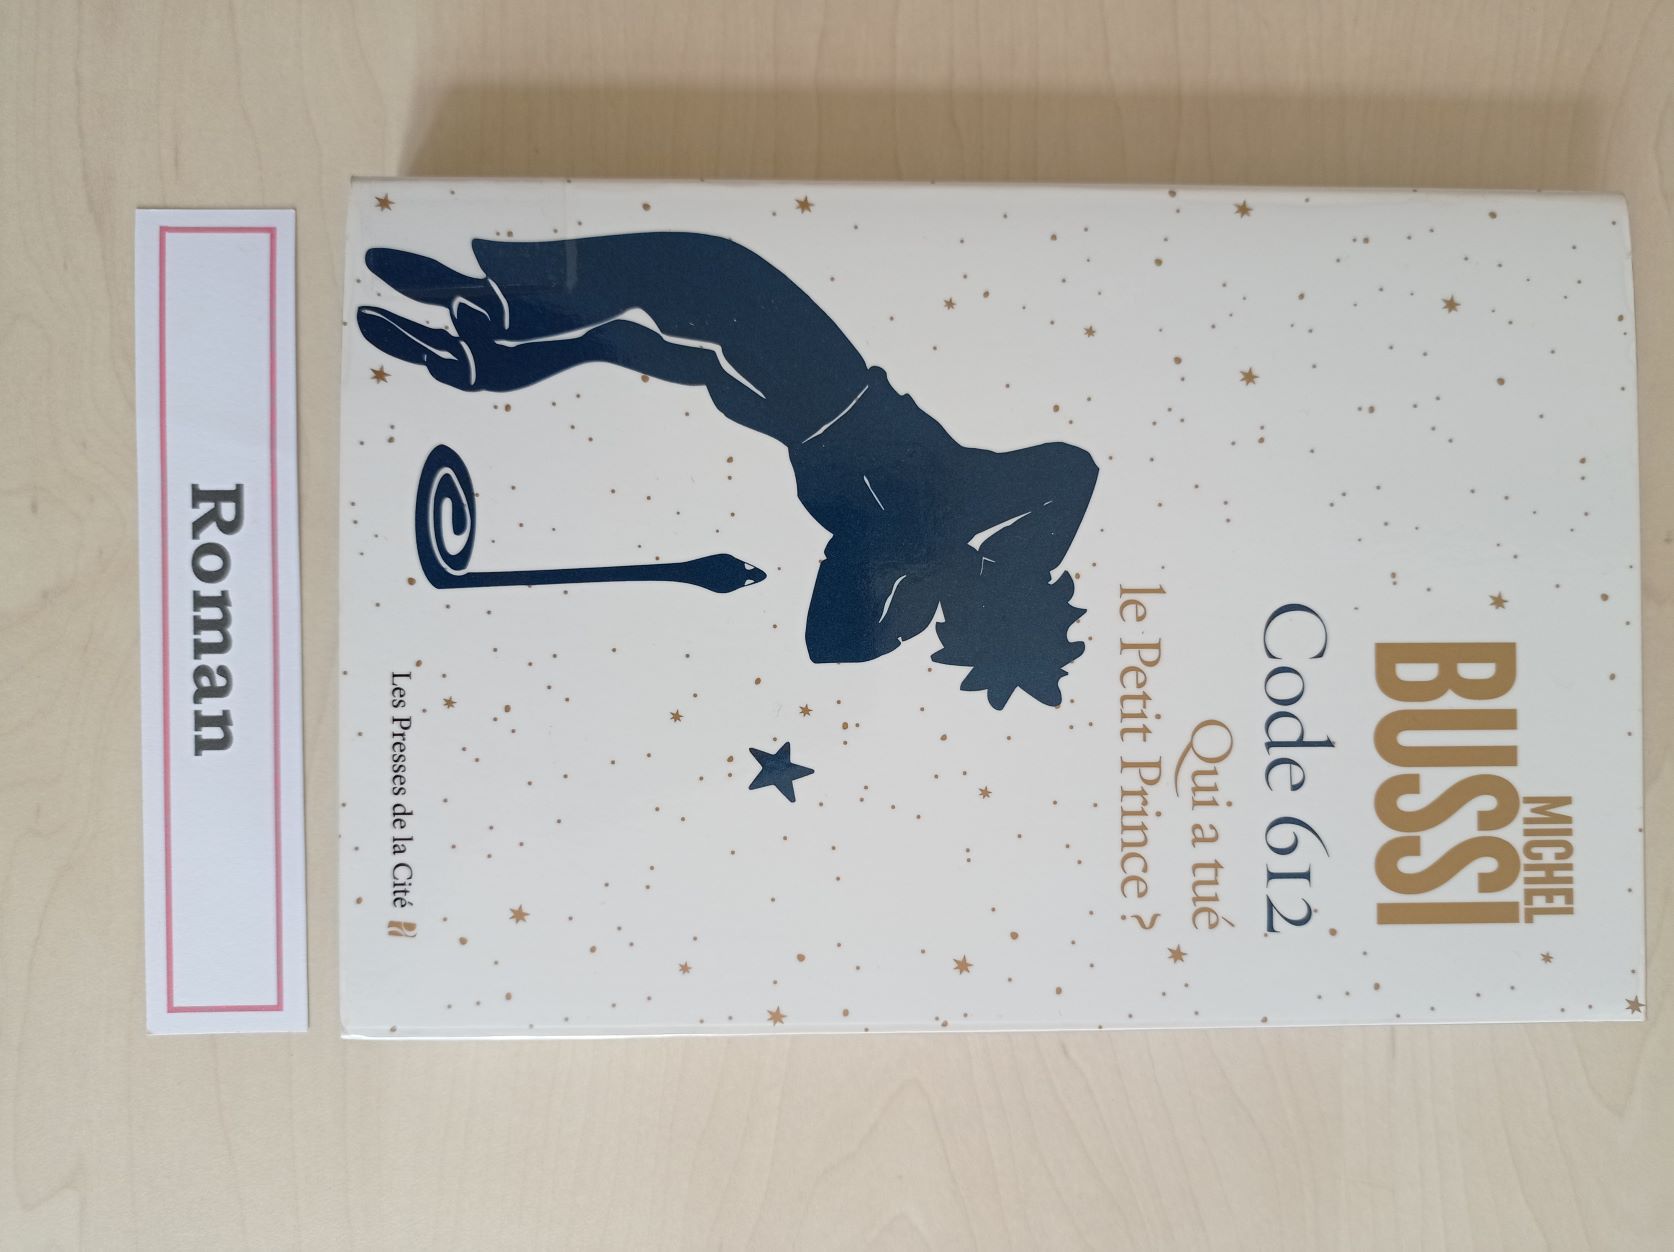 MICHEL
BUSSI
Code 612
Qui a tué
le Petit Prince ?
Les Presses de la Cité
Roman